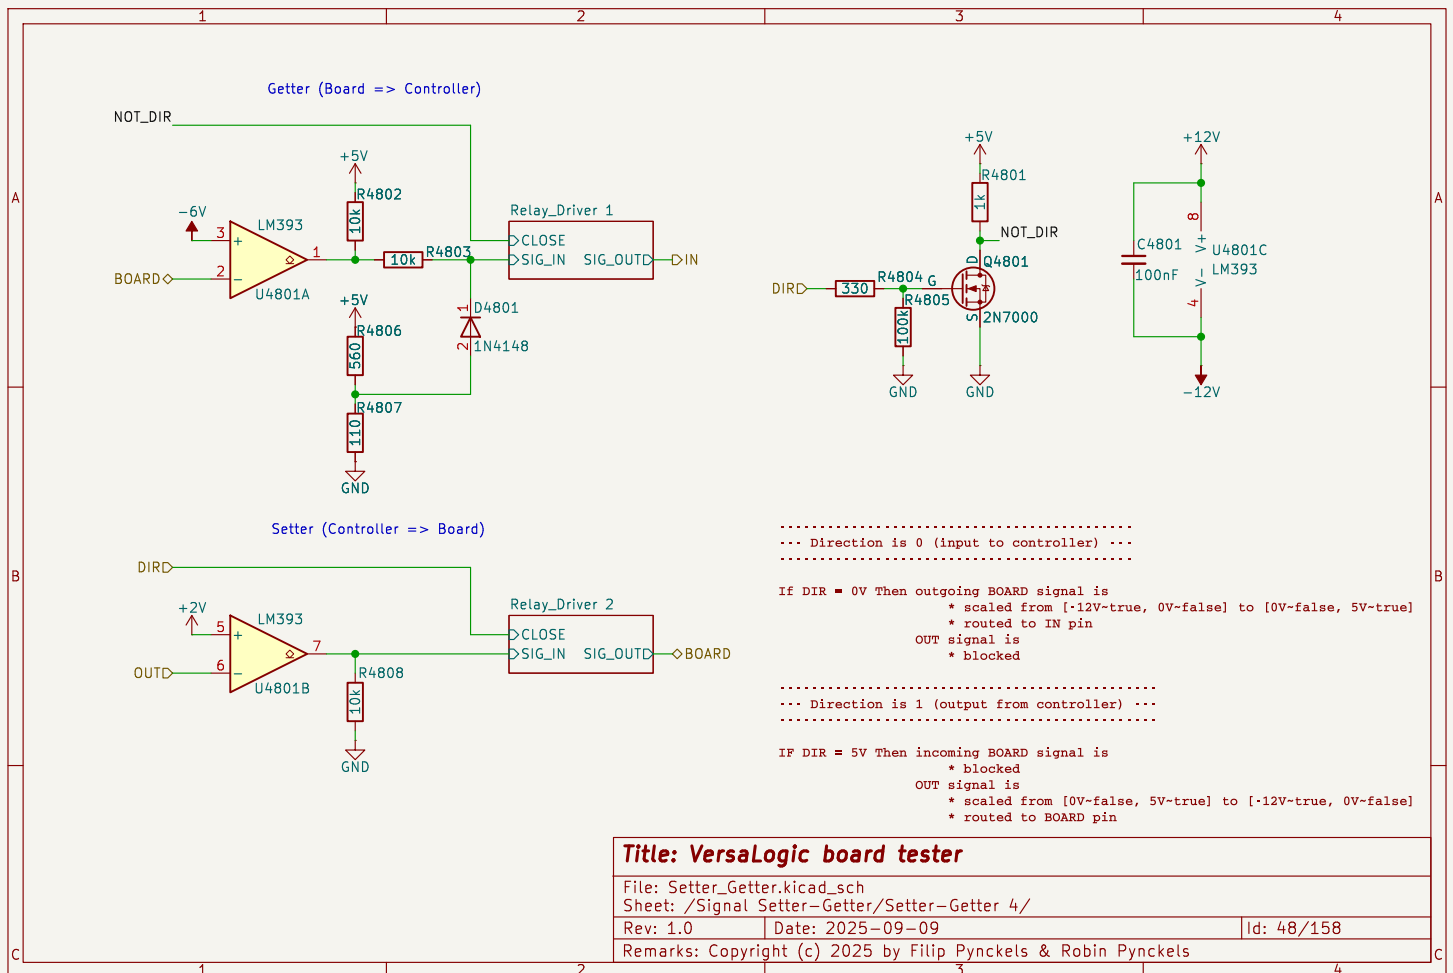 1 2 3 4
A
B
C
Getter (Board => Controller)
NOT_DIR
+5V
R4802
10k
-6V
LM393
3
+
2
−
1
BOARD
U4801A
R4803
10k
Relay_Driver 1
CLOSE
SIG_IN SIG_OUT
IN
+5V
R4806
560
1
D4801
2
1N4148
R4807
110
GND
+5V
R4801
1k
NOT_DIR
D
Q4801
DIR
330
R4804
G
R4805
100k
S
2N7000
GND
GND
+12V
8
V+
C4801
100nF
U4801C
LM393
V-
4
-12V
Setter (Controller => Board)
DIR
+2V
LM393
5
+
6
−
7
OUT
U4801B
R4808
10k
GND
Relay_Driver 2
CLOSE
SIG_IN SIG_OUT
BOARD
-------------------------------------------
--- Direction is 0 (input to controller) ---
-------------------------------------------
If DIR = 0V Then outgoing BOARD signal is
* scaled from [-12V~true, 0V~false] to [0V~false, 5V~true]
* routed to IN pin
OUT signal is
* blocked
----------------------------------------------
--- Direction is 1 (output from controller) ---
----------------------------------------------
IF DIR = 5V Then incoming BOARD signal is
* blocked
OUT signal is
* scaled from [0V~false, 5V~true] to [-12V~true, 0V~false]
* routed to BOARD pin
Title: VersaLogic board tester
File: Setter_Getter.kicad_sch
Sheet: /Signal Setter-Getter/Setter-Getter 4/
Rev: 1.0 Date: 2025-09-09 Id: 48/158
Remarks: Copyright (c) 2025 by Filip Pynckels & Robin Pynckels
A
B
C
1 2 3 4